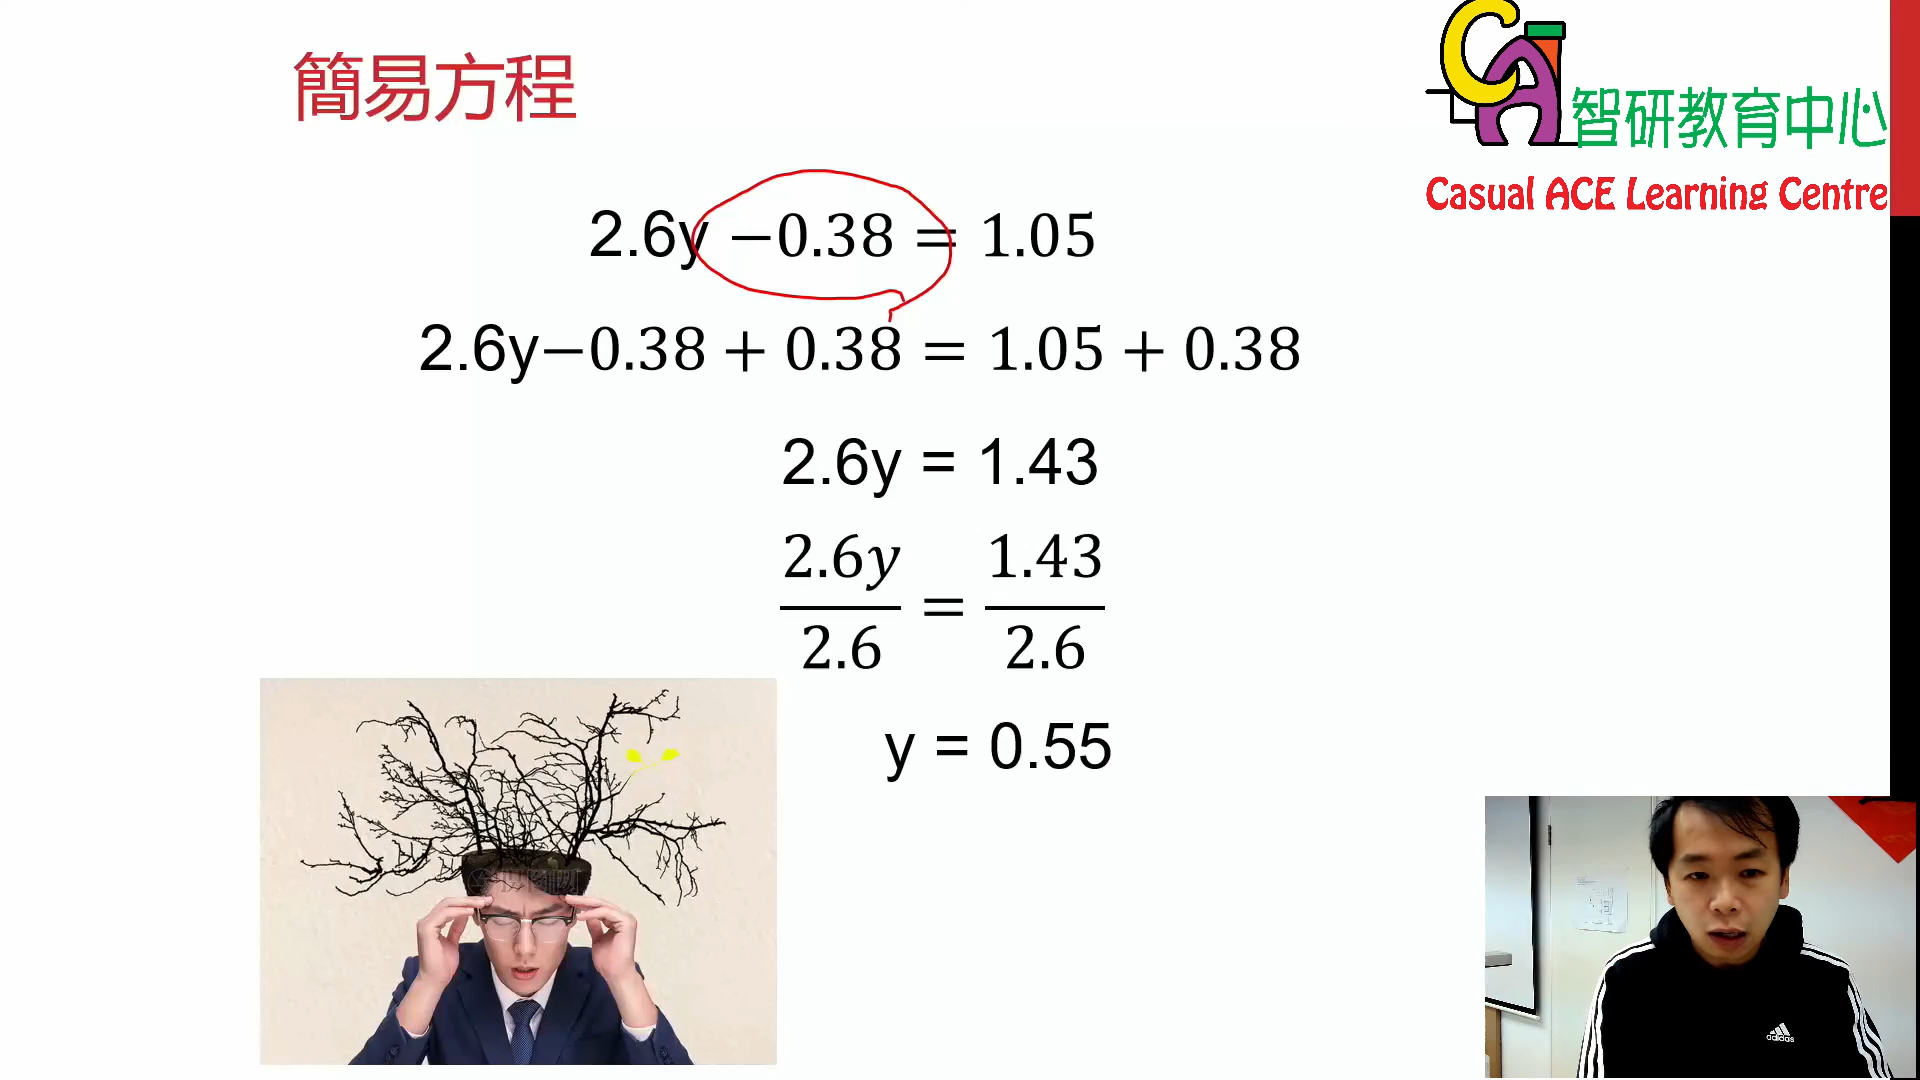 簡易方程
智研教育中心
Casual ACE Learning Centre
2.6y −0.38 = 1.05
2.6y−0.38 + 0.38 = 1.05 + 0.38
2.6y = 1.43
2.6y/2.6 = 1.43/2.6
y = 0.55
adidas